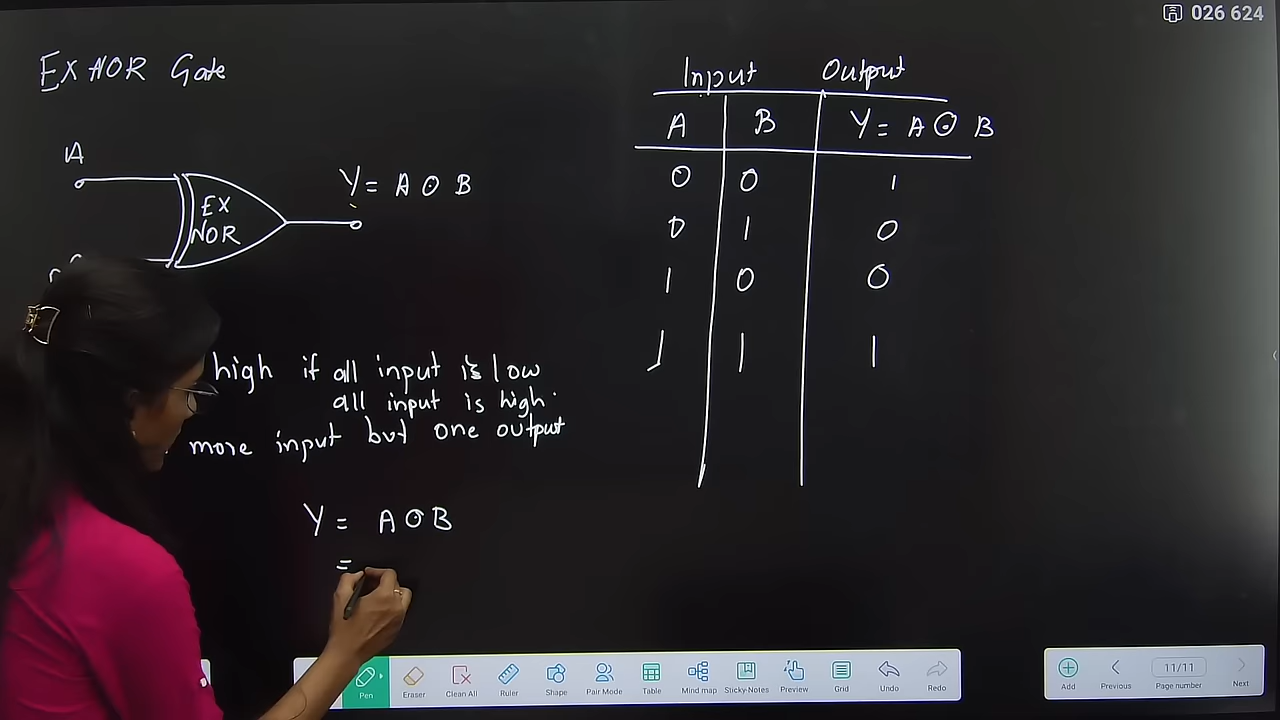 026 624
EX NOR Gate
A
EX
NOR
Y = A ⊙ B
high if all input is low
all input is high.
more input but one output
Y = A ⊙ B
=
Input Output
A B Y = A ⊙ B
0 0 1
0 1 0
1 0 0
1 1 1
Pen Eraser Clean All Ruler Shape Pair Mode Table Mind map Sticky-Notes Preview Grid Undo Redo
Add Previous 11/11 Page number Next